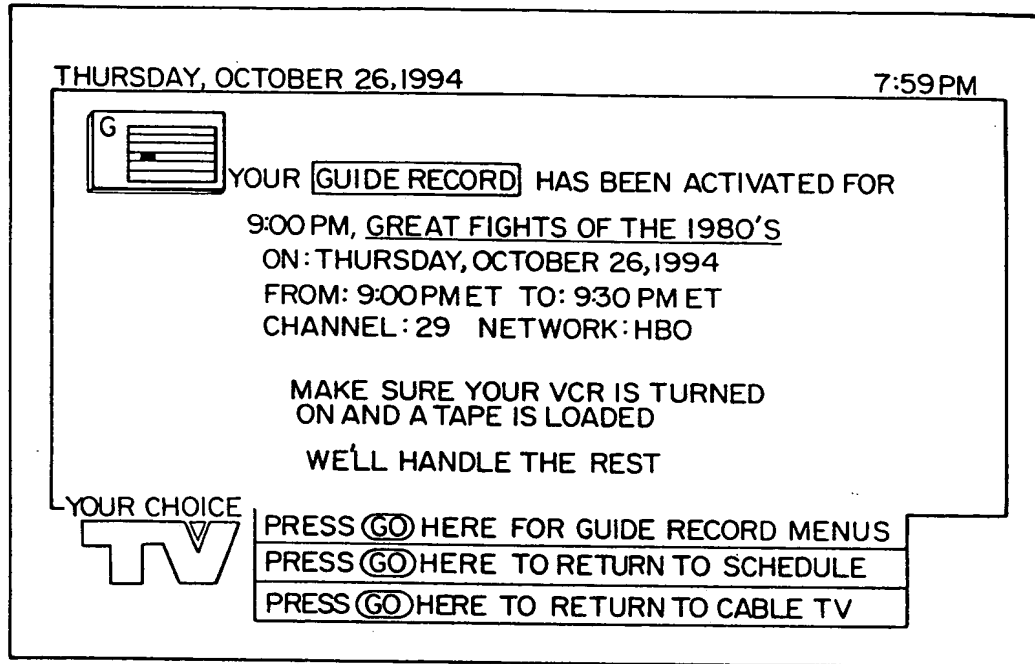 THURSDAY, OCTOBER 26,1994 7:59PM
G
YOUR GUIDE RECORD HAS BEEN ACTIVATED FOR
9:00 PM, GREAT FIGHTS OF THE 1980'S
ON: THURSDAY, OCTOBER 26,1994
FROM: 9:00 PM ET TO: 9:30 PM ET
CHANNEL: 29 NETWORK: HBO
MAKE SURE YOUR VCR IS TURNED
ON AND A TAPE IS LOADED
WE'LL HANDLE THE REST
YOUR CHOICE
TV
PRESS GO HERE FOR GUIDE RECORD MENUS
PRESS GO HERE TO RETURN TO SCHEDULE
PRESS GO HERE TO RETURN TO CABLE TV